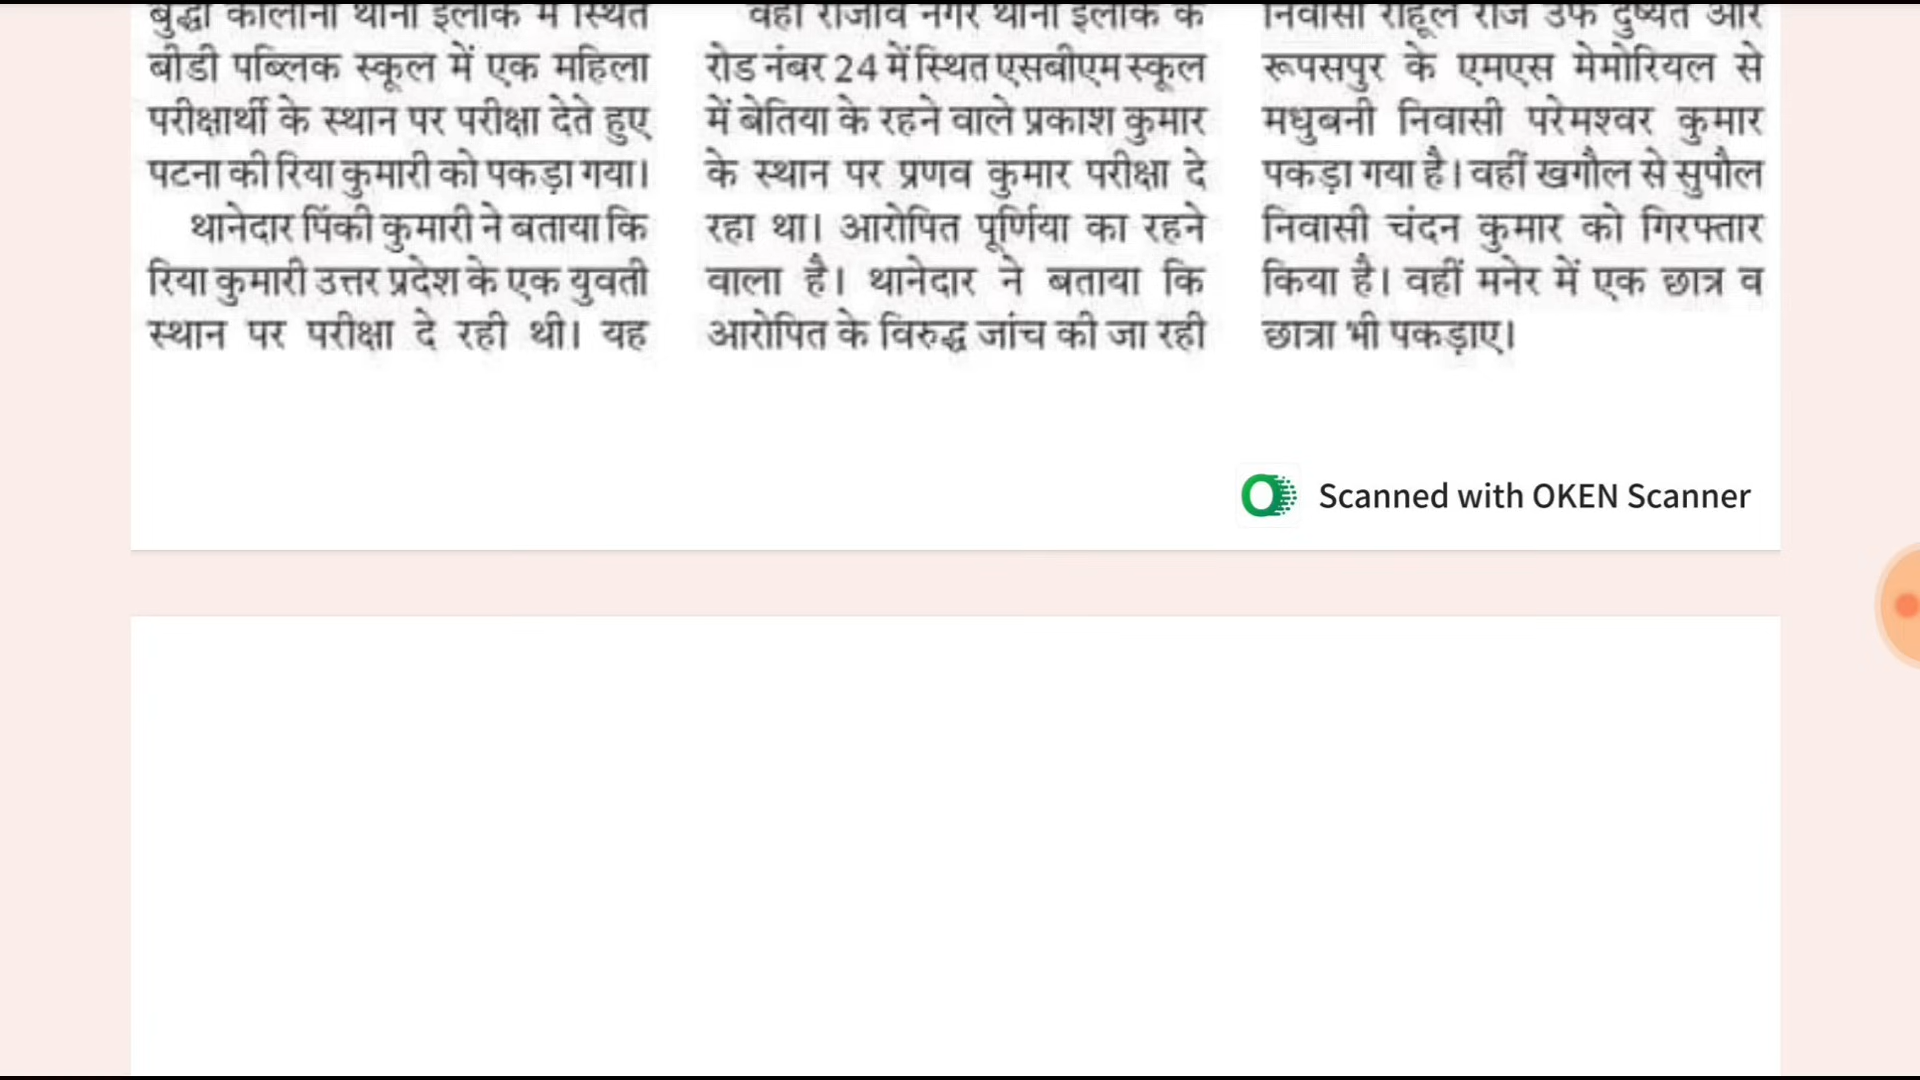 बुद्धा कॉलोनी थाना इलाके में स्थित
बीडी पब्लिक स्कूल में एक महिला
परीक्षार्थी के स्थान पर परीक्षा देते हुए
पटना की रिया कुमारी को पकड़ा गया।
थानेदार पिंकी कुमारी ने बताया कि
रिया कुमारी उत्तर प्रदेश के एक युवती
स्थान पर परीक्षा दे रही थी। यह
वहीं राजीव नगर थाना इलाके के
रोड नंबर 24 में स्थित एसबीएम स्कूल
में बेतिया के रहने वाले प्रकाश कुमार
के स्थान पर प्रणव कुमार परीक्षा दे
रहा था। आरोपित पूर्णिया का रहने
वाला है। थानेदार ने बताया कि
आरोपित के विरुद्ध जांच की जा रही
निवासी राहूल राज उर्फ दुष्यंत और
रूपसपुर के एमएस मेमोरियल से
मधुबनी निवासी परेमश्वर कुमार
पकड़ा गया है। वहीं खगौल से सुपौल
निवासी चंदन कुमार को गिरफ्तार
किया है। वहीं मनेर में एक छात्र व
छात्रा भी पकड़ाए।
Scanned with OKEN Scanner